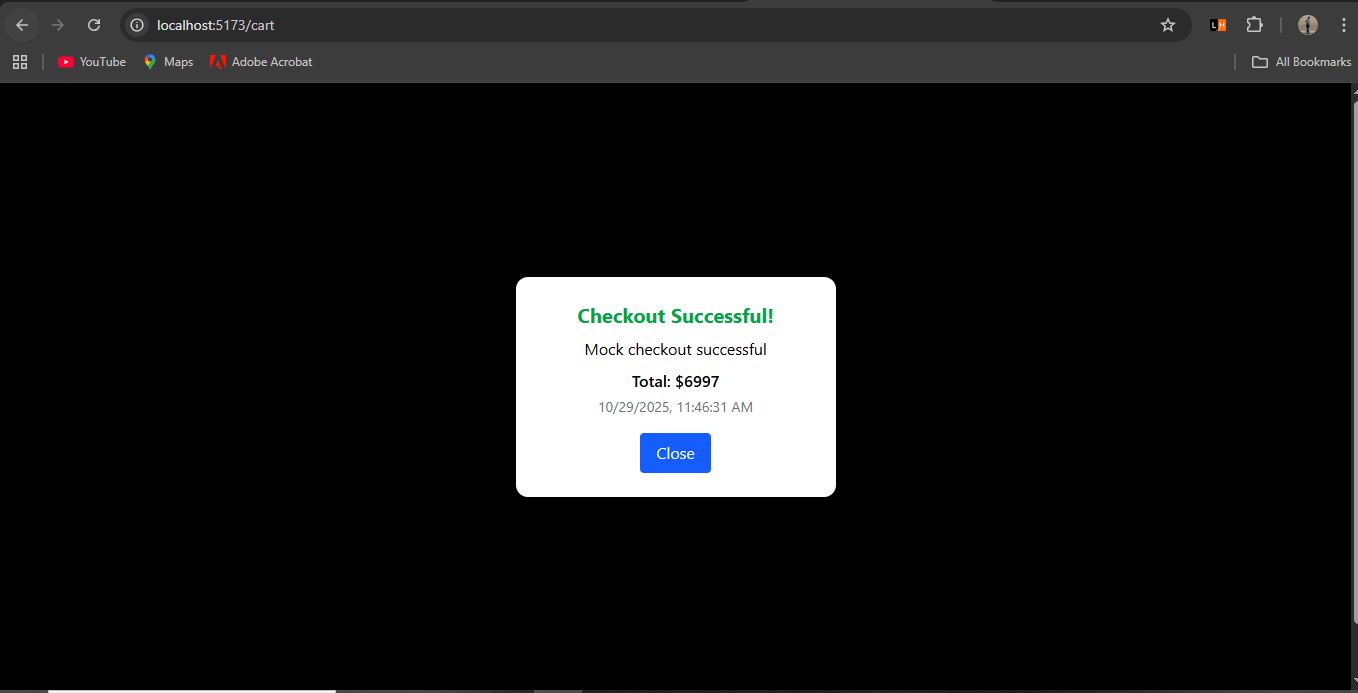 localhost:5173/cart
LH
YouTube
Maps
Adobe Acrobat
All Bookmarks
Checkout Successful!
Mock checkout successful
Total: $6997
10/29/2025, 11:46:31 AM
Close